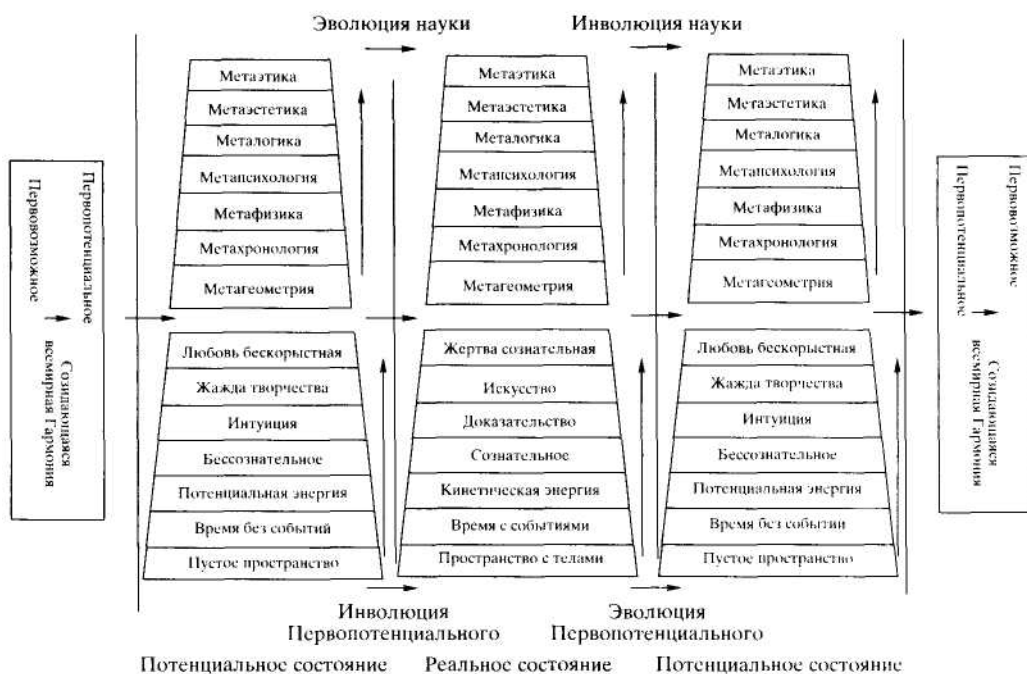 Эволюция науки
Инволюция науки
Первовозможное
Первопотенциальное
Созидающаяся
всемирная Гармония
Метаэтика
Метаэстетика
Металогика
Метапсихология
Метафизика
Метахронология
Метагеометрия
Любовь бескорыстная
Жажда творчества
Интуиция
Бессознательное
Потенциальная энергия
Время без событий
Пустое пространство
Метаэтика
Метаэстетика
Металогика
Метапсихология
Метафизика
Метахронология
Метагеометрия
Жертва сознательная
Искусство
Доказательство
Сознательное
Кинетическая энергия
Время с событиями
Пространство с телами
Метаэтика
Метаэстетика
Металогика
Метапсихология
Метафизика
Метахронология
Метагеометрия
Любовь бескорыстная
Жажда творчества
Интуиция
Бессознательное
Потенциальная энергия
Время без событий
Пустое пространство
Первопотенциальное
Первовозможное
Созидающаяся
всемирная Гармония
Инволюция
Первопотенциального
Эволюция
Первопотенциального
Потенциальное состояние
Реальное состояние
Потенциальное состояние